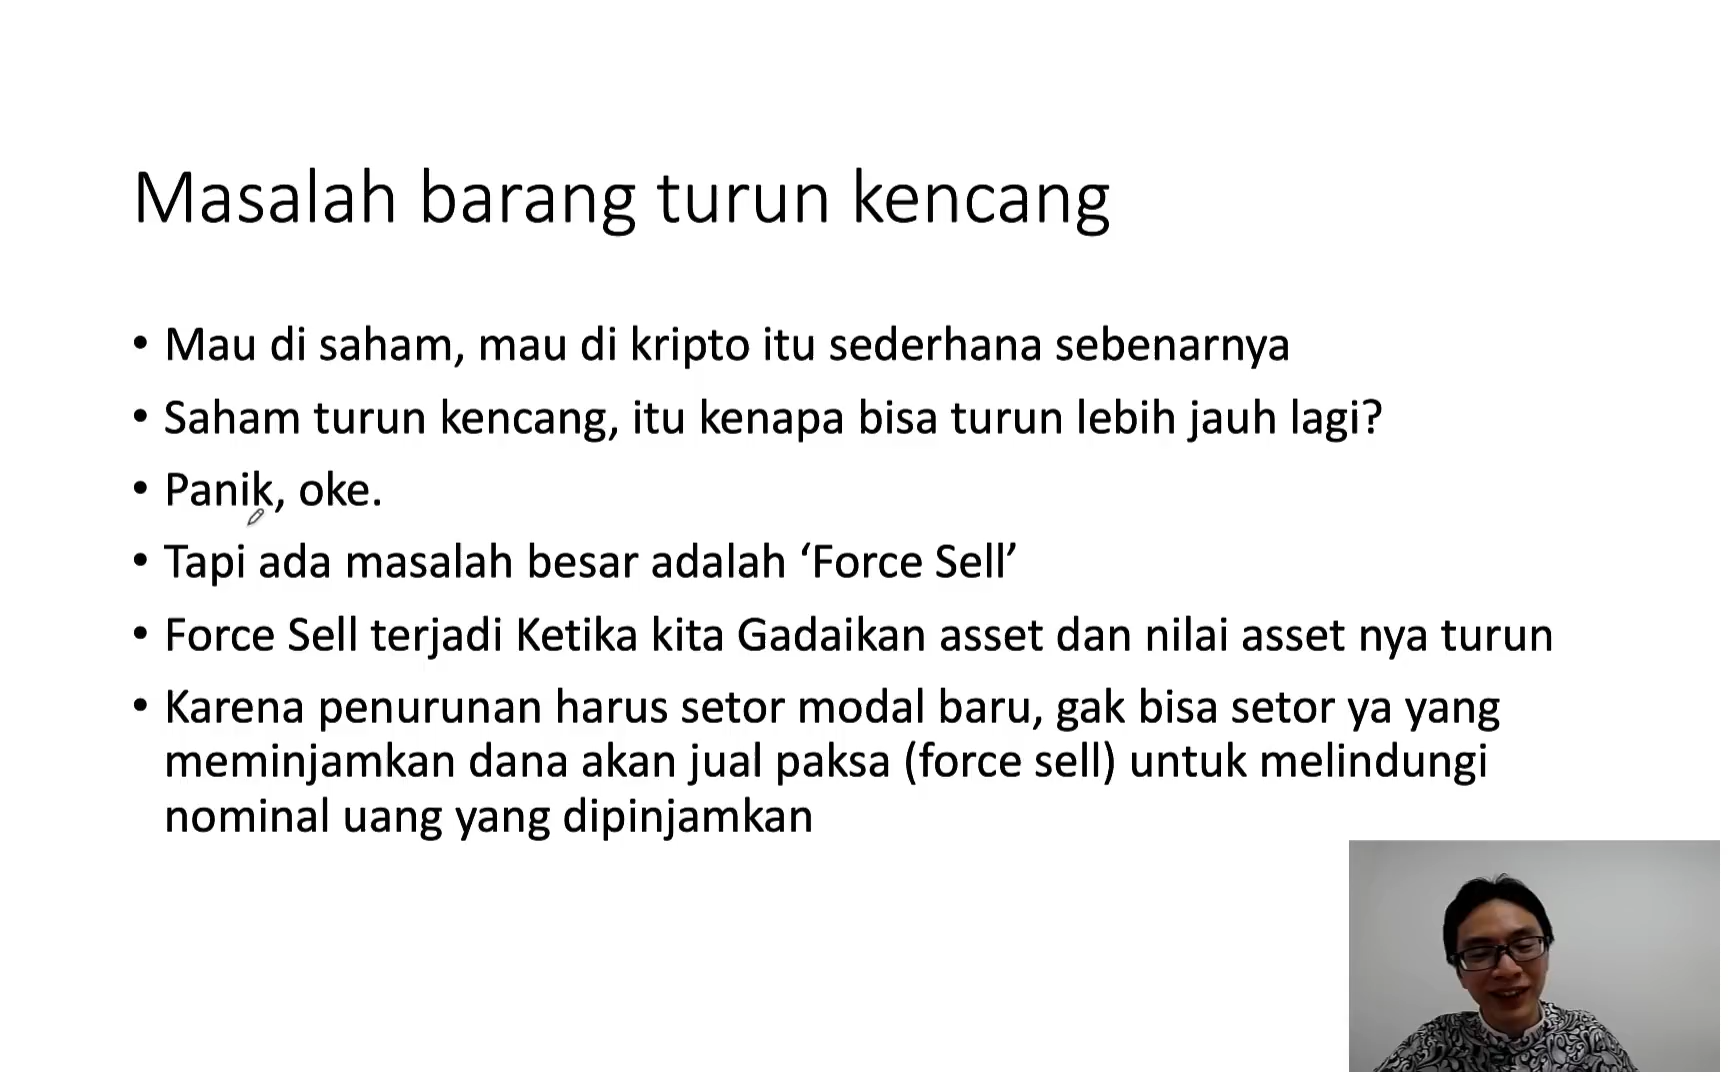 Masalah barang turun kencang
• Mau di saham, mau di kripto itu sederhana sebenarnya
• Saham turun kencang, itu kenapa bisa turun lebih jauh lagi?
• Panik, oke.
• Tapi ada masalah besar adalah ‘Force Sell’
• Force Sell terjadi Ketika kita Gadaikan asset dan nilai asset nya turun
• Karena penurunan harus setor modal baru, gak bisa setor ya yang
meminjamkan dana akan jual paksa (force sell) untuk melindungi
nominal uang yang dipinjamkan